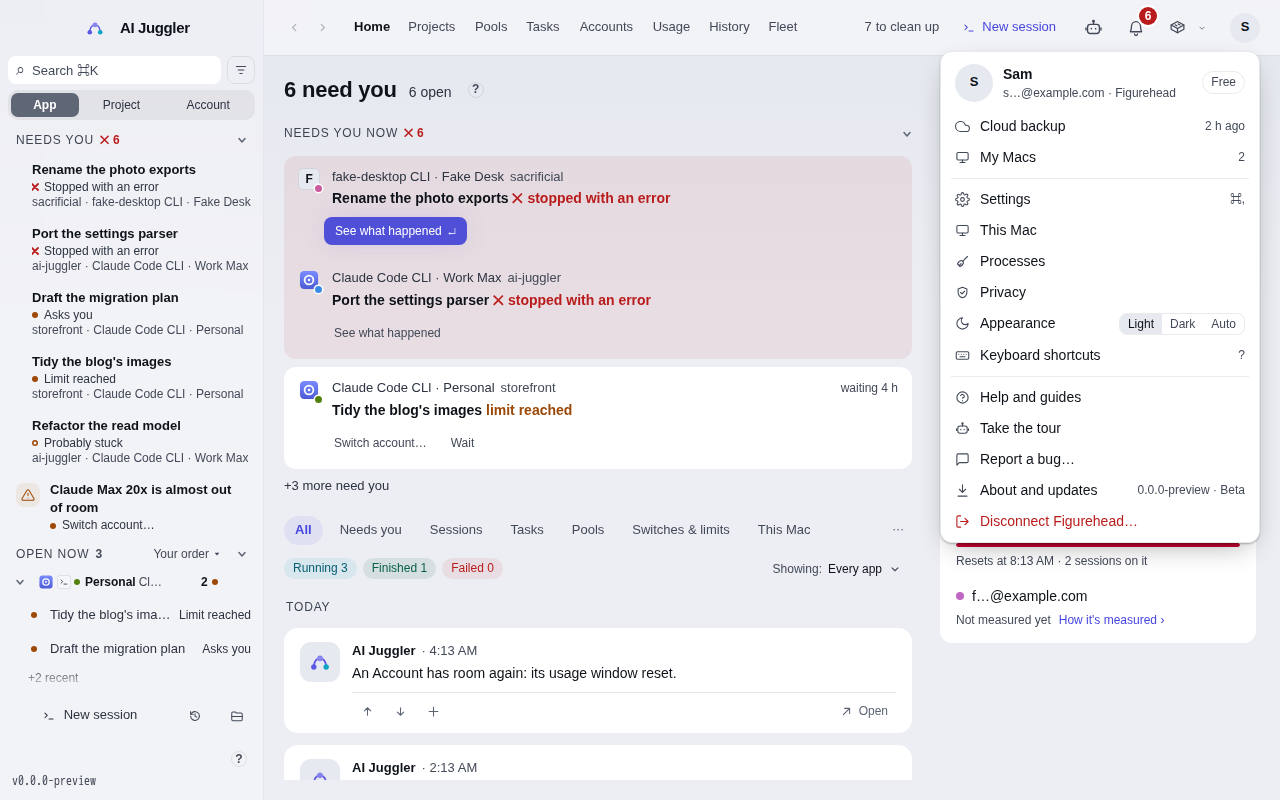 AI Juggler
Search ⌘K
App Project Account
NEEDS YOU 6
Rename the photo exports
Stopped with an error
sacrificial · fake-desktop CLI · Fake Desk
Port the settings parser
Stopped with an error
ai-juggler · Claude Code CLI · Work Max
Draft the migration plan
Asks you
storefront · Claude Code CLI · Personal
Tidy the blog's images
Limit reached
storefront · Claude Code CLI · Personal
Refactor the read model
Probably stuck
ai-juggler · Claude Code CLI · Work Max
Claude Max 20x is almost out
of room
Switch account…
OPEN NOW 3 Your order
Personal Cl… 2
Tidy the blog's ima… Limit reached
Draft the migration plan Asks you
+2 recent
New session
?
v0.0.0-preview
Home Projects Pools Tasks Accounts Usage History Fleet
7 to clean up New session 6 S
6 need you 6 open ?
NEEDS YOU NOW 6
F
fake-desktop CLI · Fake Desk sacrificial
Rename the photo exports stopped with an error
See what happened
Claude Code CLI · Work Max ai-juggler
Port the settings parser stopped with an error
See what happened
Claude Code CLI · Personal storefront waiting 4 h
Tidy the blog's images limit reached
Switch account… Wait
+3 more need you
All Needs you Sessions Tasks Pools Switches & limits This Mac ···
Running 3 Finished 1 Failed 0 Showing: Every app
TODAY
AI Juggler · 4:13 AM
An Account has room again: its usage window reset.
Open
AI Juggler · 2:13 AM
S
Sam
s…@example.com · Figurehead
Free
Cloud backup 2 h ago
My Macs 2
Settings ⌘,
This Mac
Processes
Privacy
Appearance Light Dark Auto
Keyboard shortcuts ?
Help and guides
Take the tour
Report a bug…
About and updates 0.0.0-preview · Beta
Disconnect Figurehead…
Resets at 8:13 AM · 2 sessions on it
f…@example.com
Not measured yet How it's measured ›